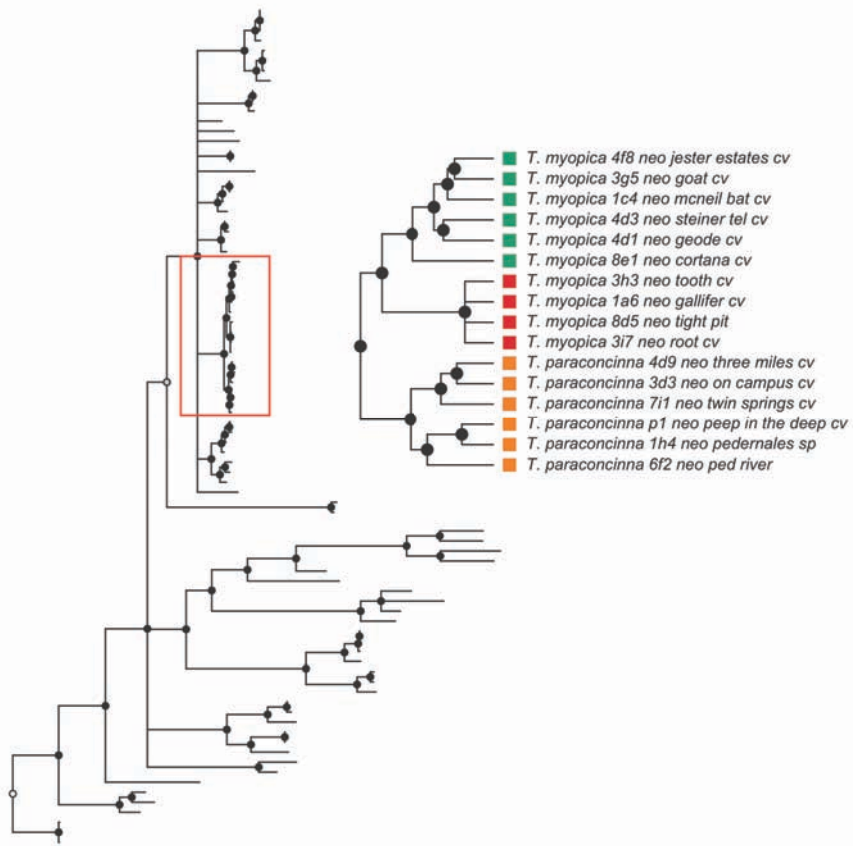 T. myopica 4f8 neo jester estates cv
T. myopica 3g5 neo goat cv
T. myopica 1c4 neo mcneil bat cv
T. myopica 4d3 neo steiner tel cv
T. myopica 4d1 neo geode cv
T. myopica 8e1 neo cortana cv
T. myopica 3h3 neo tooth cv
T. myopica 1a6 neo gallifer cv
T. myopica 8d5 neo tight pit
T. myopica 3i7 neo root cv
T. paraconcinna 4d9 neo three miles cv
T. paraconcinna 3d3 neo on campus cv
T. paraconcinna 7i1 neo twin springs cv
T. paraconcinna p1 neo peep in the deep cv
T. paraconcinna 1h4 neo pedernales sp
T. paraconcinna 6f2 neo ped river